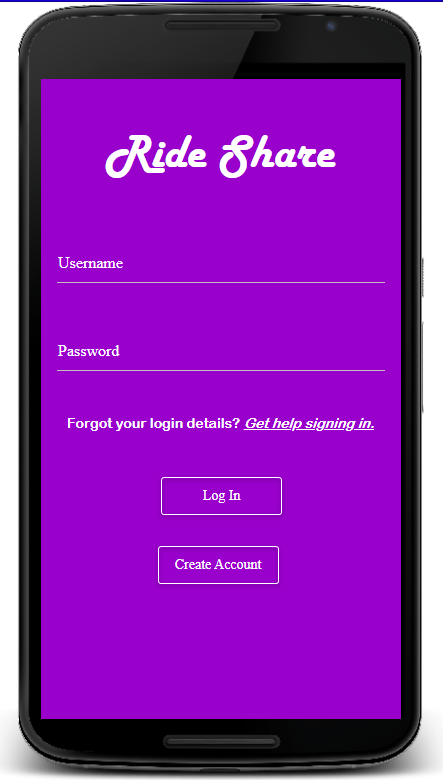 Ride Share
Username
Password
Forgot your login details? Get help signing in.
Log In
Create Account